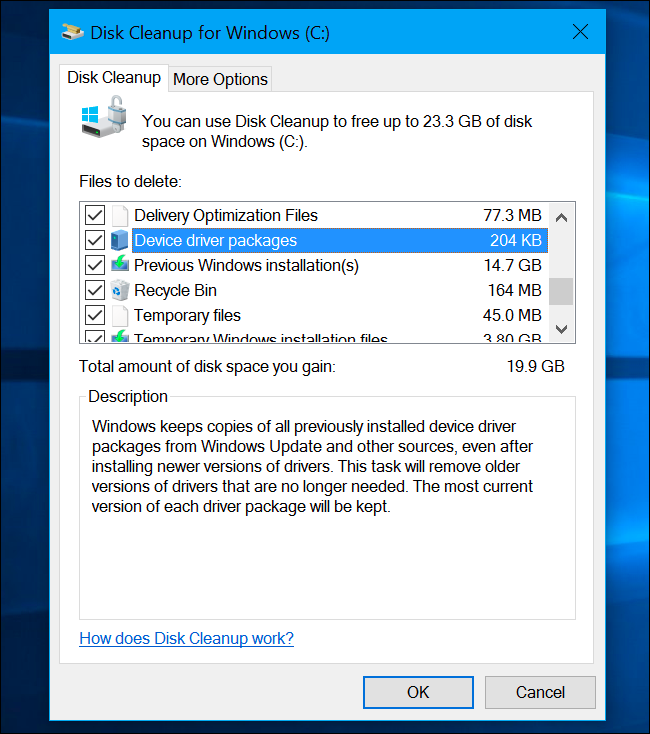 Disk Cleanup for Windows (C:)
Disk Cleanup
More Options
You can use Disk Cleanup to free up to 23.3 GB of disk
space on Windows (C:).
Files to delete:
Delivery Optimization Files 77.3 MB
Device driver packages 204 KB
Previous Windows installation(s) 14.7 GB
Recycle Bin 164 MB
Temporary files 45.0 MB
Temporary Windows installation files 3.80 GB
Total amount of disk space you gain: 19.9 GB
Description
Windows keeps copies of all previously installed device driver
packages from Windows Update and other sources, even after
installing newer versions of drivers. This task will remove older
versions of drivers that are no longer needed. The most current
version of each driver package will be kept.
How does Disk Cleanup work?
OK
Cancel